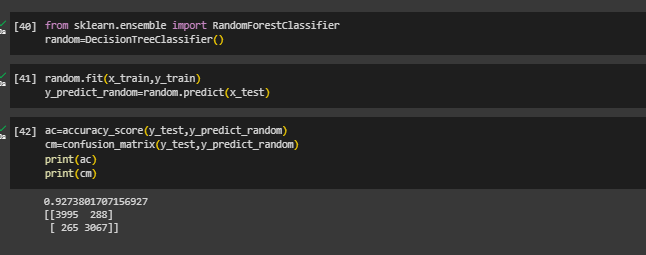 [40] from sklearn.ensemble import RandomForestClassifier
random=DecisionTreeClassifier()
[41] random.fit(x_train,y_train)
y_predict_random=random.predict(x_test)
[42] ac=accuracy_score(y_test,y_predict_random)
cm=confusion_matrix(y_test,y_predict_random)
print(ac)
print(cm)
0.9273801707156927
[[3995  288]
 [ 265 3067]]